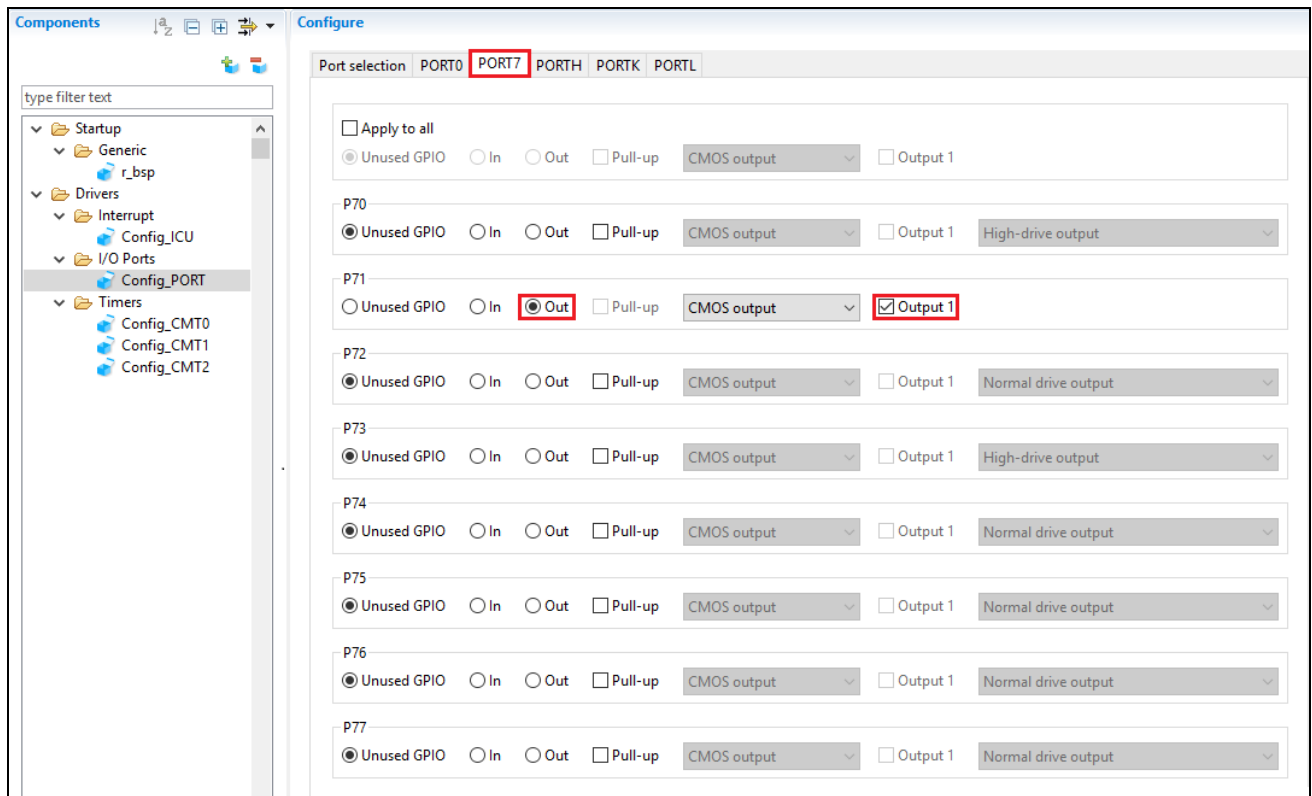 Components
type filter text
Startup
Generic
r_bsp
Drivers
Interrupt
Config_ICU
I/O Ports
Config_PORT
Timers
Config_CMT0
Config_CMT1
Config_CMT2
Configure
Port selection PORT0 PORT7 PORTH PORTK PORTL
Apply to all
Unused GPIO In Out Pull-up CMOS output Output 1
P70
Unused GPIO In Out Pull-up CMOS output Output 1 High-drive output
P71
Unused GPIO In Out Pull-up CMOS output Output 1
P72
Unused GPIO In Out Pull-up CMOS output Output 1 Normal drive output
P73
Unused GPIO In Out Pull-up CMOS output Output 1 High-drive output
P74
Unused GPIO In Out Pull-up CMOS output Output 1 Normal drive output
P75
Unused GPIO In Out Pull-up CMOS output Output 1 Normal drive output
P76
Unused GPIO In Out Pull-up CMOS output Output 1 Normal drive output
P77
Unused GPIO In Out Pull-up CMOS output Output 1 Normal drive output